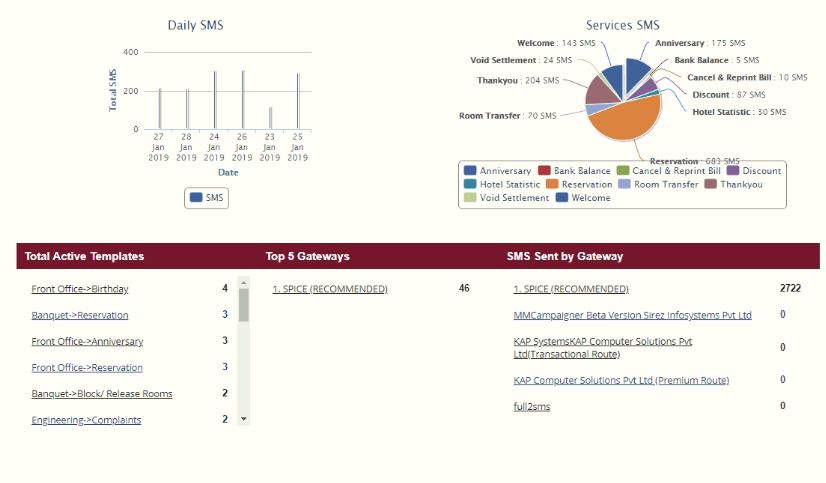 Daily SMS
400
200
0
Total SMS
27 Jan 2019
28 Jan 2019
24 Jan 2019
26 Jan 2019
23 Jan 2019
25 Jan 2019
Date
SMS
Services SMS
Welcome : 143 SMS
Anniversary : 175 SMS
Void Settlement : 24 SMS
Bank Balance : 5 SMS
Thankyou : 204 SMS
Cancel & Reprint Bill : 10 SMS
Discount : 87 SMS
Room Transfer : 70 SMS
Hotel Statistic : 30 SMS
Reservation : 683 SMS
Anniversary Bank Balance Cancel & Reprint Bill Discount
Hotel Statistic Reservation Room Transfer Thankyou
Void Settlement Welcome
Total Active Templates
Front Office->Birthday 4
Banquet->Reservation 3
Front Office->Anniversary 3
Front Office->Reservation 3
Banquet->Block/ Release Rooms 2
Engineering->Complaints 2
Top 5 Gateways
1. SPICE (RECOMMENDED) 46
SMS Sent by Gateway
1. SPICE (RECOMMENDED) 2722
MMCampaigner Beta Version Sirez Infosystems Pvt Ltd 0
KAP SystemsKAP Computer Solutions Pvt
Ltd(Transactional Route) 0
KAP Computer Solutions Pvt Ltd (Premium Route) 0
full2sms 0